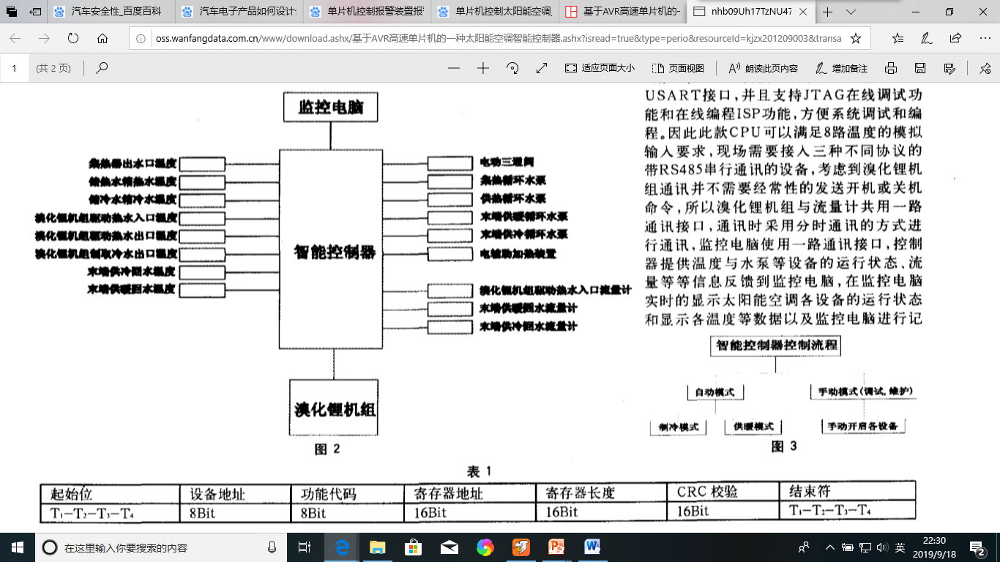 汽车安全性_百度百科
汽车电子产品如何设计
单片机控制报警装置报
单片机控制太阳能空调_
基于AVR高速单片机的一
nhb09Uh17TzNU47
oss.wanfangdata.com.cn/www/download.ashx/基于AVR高速单片机的一种太阳能空调智能控制器.ashx?isread=true&type=perio&resourceId=kjzx201209003&transa
1
(共 2 页)
适应页面大小
页面视图
朗读此页内容
增加备注
监控电脑
集热器出水口温度
储热水箱热水温度
储冷水箱冷水温度
溴化锂机组驱动热水入口温度
溴化锂机组驱动热水出口温度
溴化锂机组制取冷水出口温度
末端供冷回水温度
末端供暖回水温度
智能控制器
电动三通阀
集热循环水泵
供热循环水泵
末端供暖循环水泵
末端供冷循环水泵
电辅助加热装置
溴化锂机组驱动热水入口流量计
末端供暖回水流量计
末端供冷回水流量计
溴化锂机组
图 2
USART接口,并且支持JTAG在线调试功
能和在线编程ISP功能,方便系统调试和编
程。因此此款CPU可以满足8路温度的模拟
输入要求,现场需要接入三种不同协议的
带RS485串行通讯的设备,考虑到溴化锂机
组通讯并不需要经常性的发送开机或关机
命令,所以溴化锂机组与流量计共用一路
通讯接口,通讯时采用分时通讯的方式进
行通讯,监控电脑使用一路通讯接口,控制
器提供温度与水泵等设备的运行状态、流
量等等信息反馈到监控电脑,在监控电脑
实时的显示太阳能空调各设备的运行状态
和显示各温度等数据以及监控电脑进行记
智能控制器控制流程
自动模式
手动模式(调试,维护)
制冷模式
供暖模式
手动开启各设备
图 3
表 1
起始位 设备地址 功能代码 寄存器地址 寄存器长度 CRC 校验 结束符
T₁—T₂—T₃—T₄ 8Bit 8Bit 16Bit 16Bit 16Bit T₁—T₂—T₃—T₄
在这里输入你要搜索的内容
英
22:30
2019/9/18
2